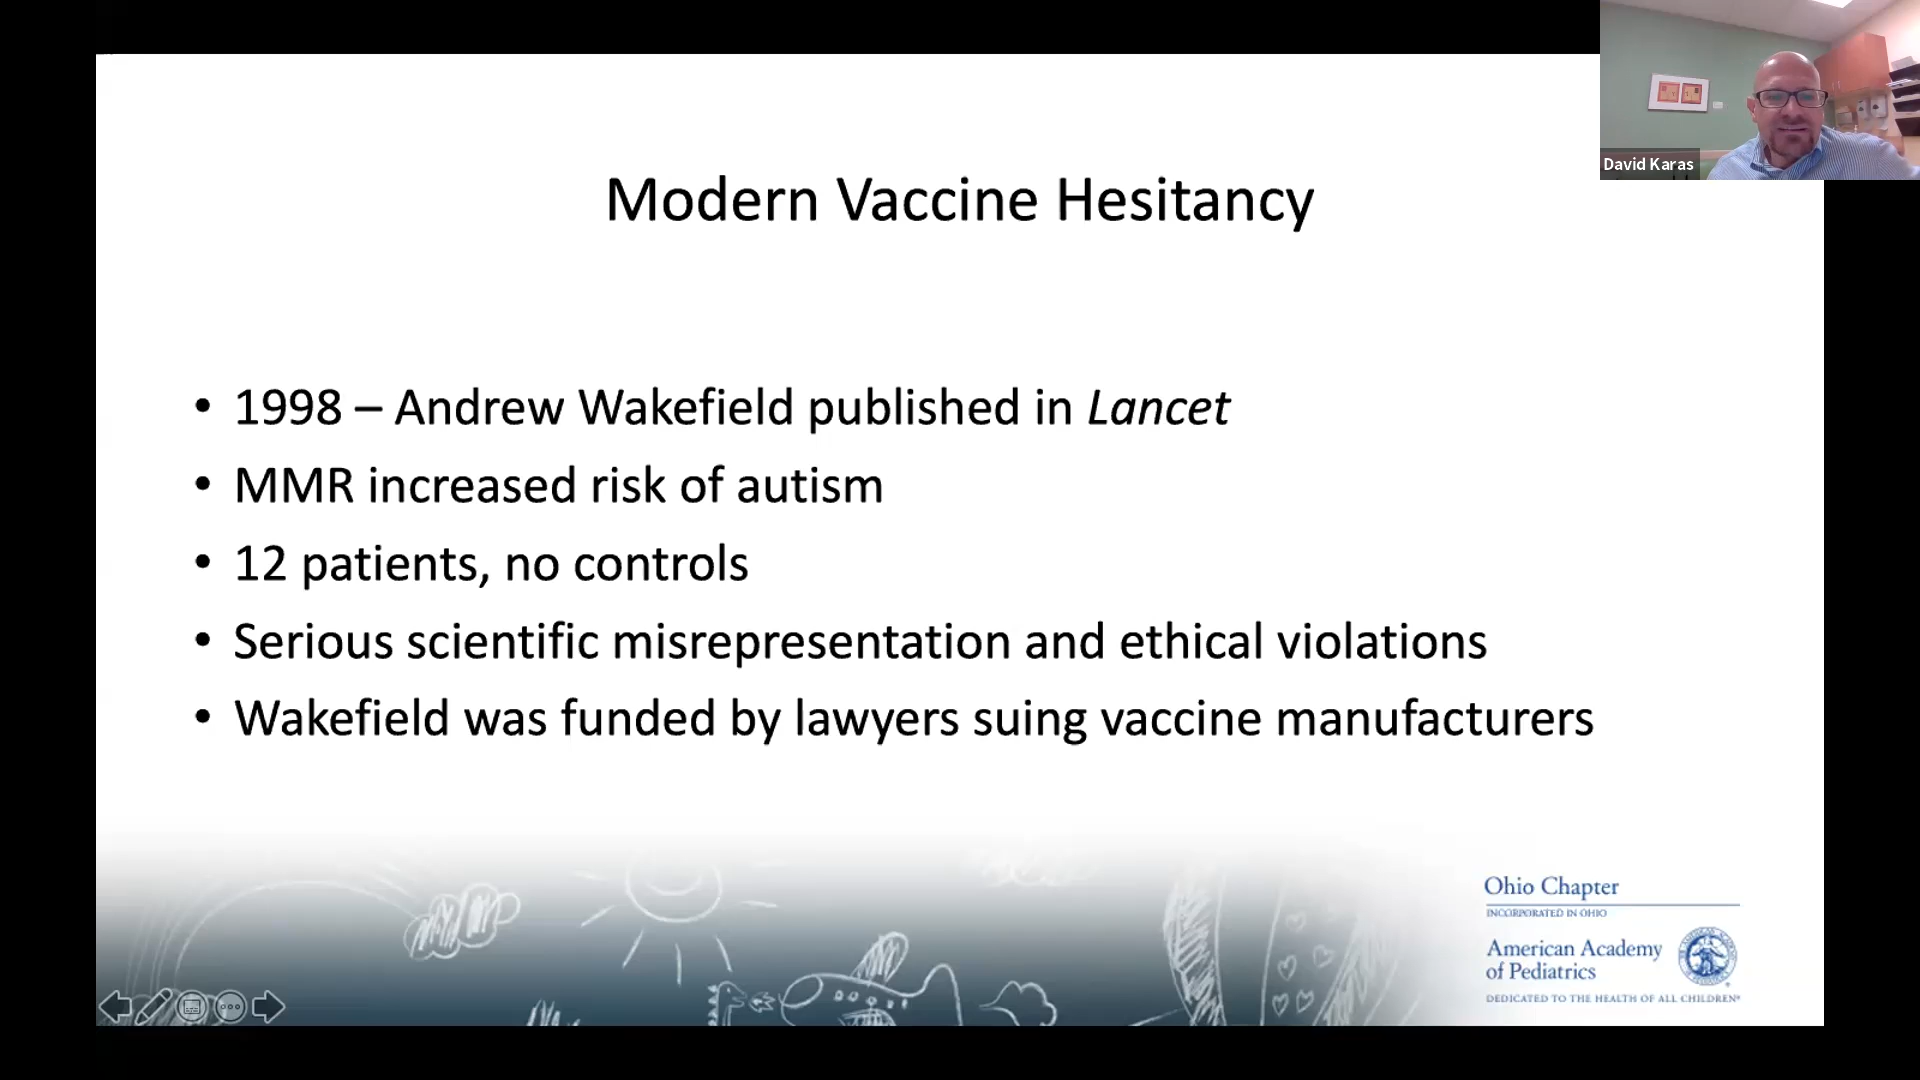 David Karas
Modern Vaccine Hesitancy
• 1998 – Andrew Wakefield published in Lancet
• MMR increased risk of autism
• 12 patients, no controls
• Serious scientific misrepresentation and ethical violations
• Wakefield was funded by lawyers suing vaccine manufacturers
Ohio Chapter
INCORPORATED IN OHIO
American Academy
of Pediatrics
DEDICATED TO THE HEALTH OF ALL CHILDREN®